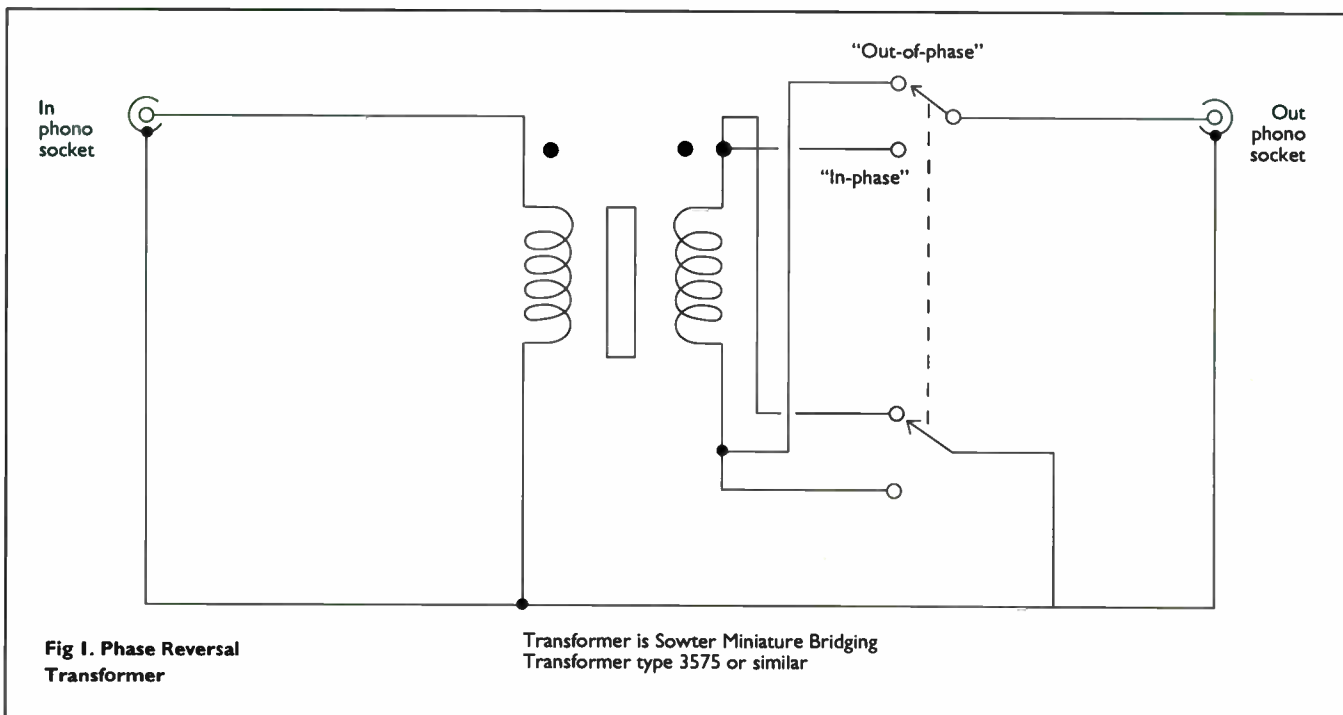 "Out-of-phase"
In
phono
socket
Out
phono
socket
"In-phase"
Fig 1. Phase Reversal
Transformer
Transformer is Sowter Miniature Bridging
Transformer type 3575 or similar